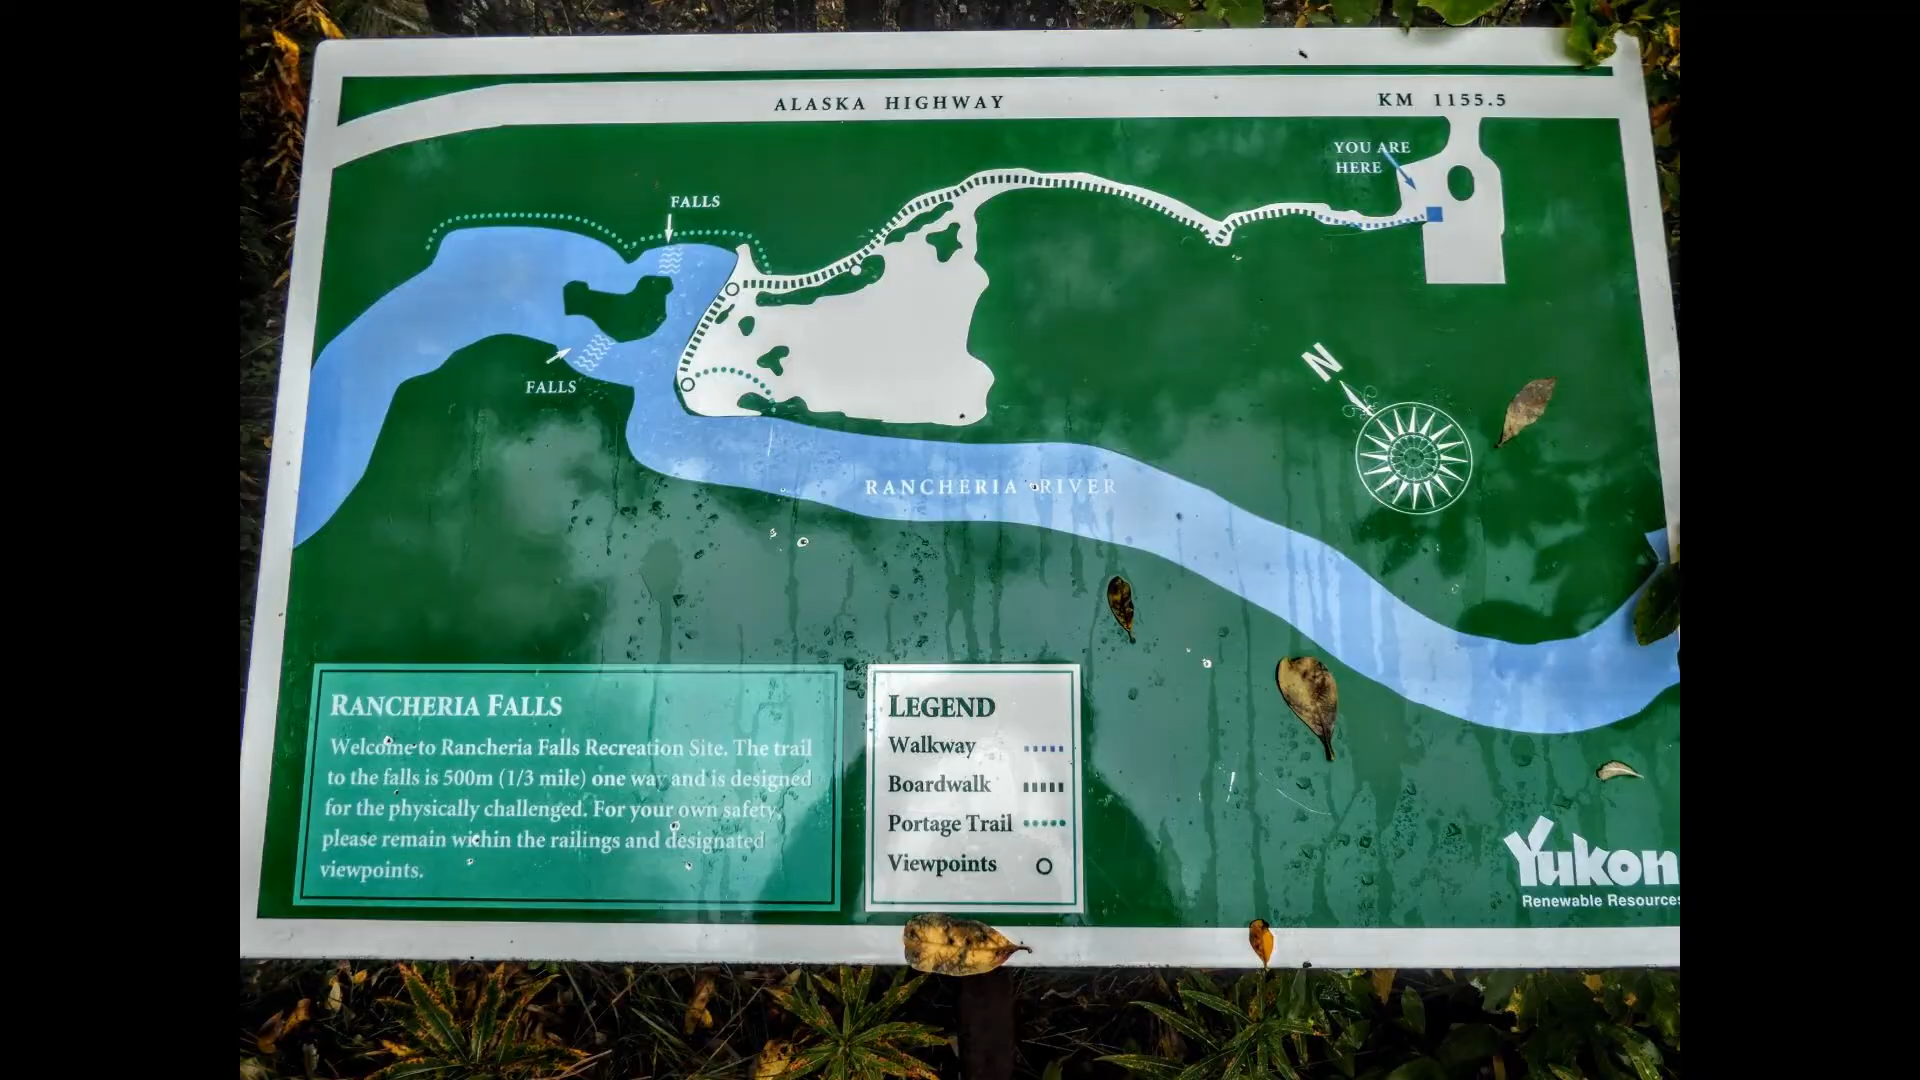 ALASKA HIGHWAY
KM 1155.5
YOU ARE
HERE
FALLS
FALLS
N
RANCHERIA RIVER
RANCHERIA FALLS
Welcome to Rancheria Falls Recreation Site. The trail
to the falls is 500m (1/3 mile) one way and is designed
for the physically challenged. For your own safety,
please remain within the railings and designated
viewpoints.
LEGEND
Walkway
Boardwalk
Portage Trail
Viewpoints
Yukon
Renewable Resources